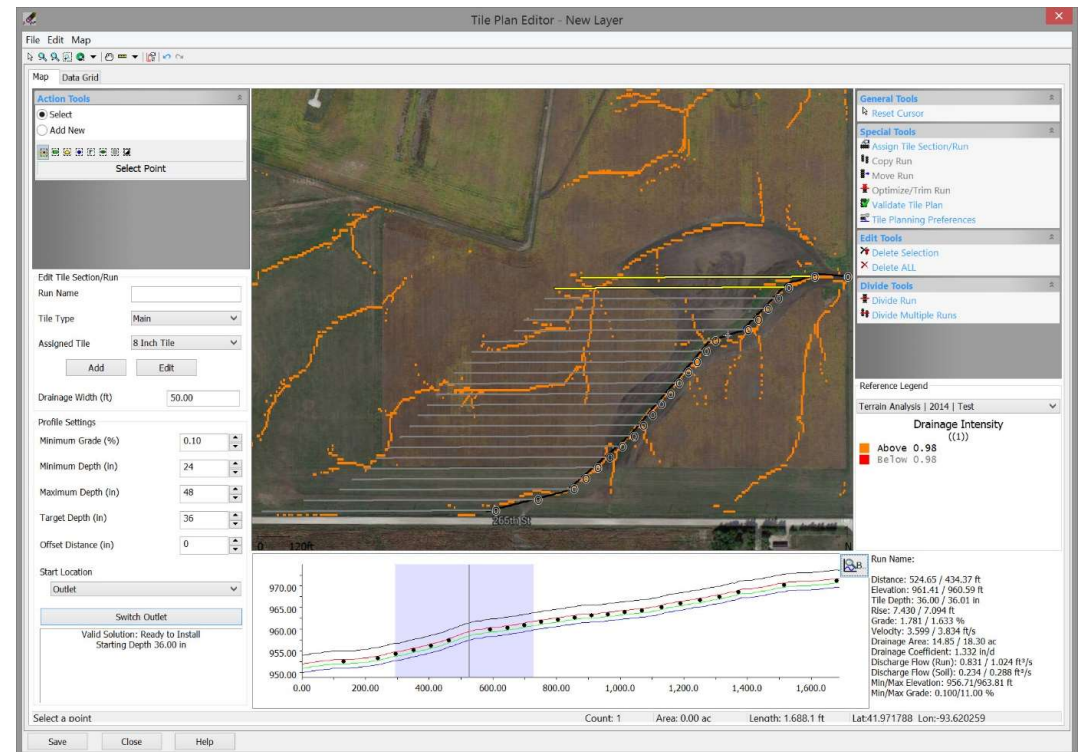 Tile Plan Editor - New Layer
File Edit Map
Map Data Grid
Action Tools
Select
Add New
Select Point
Edit Tile Section/Run
Run Name
Tile Type Main
Assigned Tile 8 Inch Tile
Add Edit
Drainage Width (ft) 50.00
Profile Settings
Minimum Grade (%) 0.10
Minimum Depth (in) 24
Maximum Depth (in) 48
Target Depth (in) 36
Offset Distance (in) 0
Start Location
Outlet
Switch Outlet
Valid Solution: Ready to Install
Starting Depth 36.00 in
265th St
0 120ft N
General Tools
Reset Cursor
Special Tools
Assign Tile Section/Run
Copy Run
Move Run
Optimize/Trim Run
Validate Tile Plan
Tile Planning Preferences
Edit Tools
Delete Selection
Delete ALL
Divide Tools
Divide Run
Divide Multiple Runs
Reference Legend
Terrain Analysis | 2014 | Test
Drainage Intensity
((1))
Above 0.98
Below 0.98
970.00
965.00
960.00
955.00
950.00
0.00 200.00 400.00 600.00 800.00 1,000.0 1,200.0 1,400.0 1,600.0
B..
Run Name:
Distance: 524.65 / 434.37 ft
Elevation: 961.41 / 960.59 ft
Tile Depth: 36.00 / 36.01 in
Rise: 7.430 / 7.094 ft
Grade: 1.781 / 1.633 %
Velocity: 3.599 / 3.834 ft/s
Drainage Area: 14.85 / 18.30 ac
Drainage Coefficient: 1.332 in/d
Discharge Flow (Run): 0.831 / 1.024 ft³/s
Discharge Flow (Soil): 0.234 / 0.288 ft³/s
Min/Max Elevation: 956.71/963.81 ft
Min/Max Grade: 0.100/11.00 %
Select a point Count: 1 Area: 0.00 ac Length: 1,688.1 ft Lat:41.971788 Lon:-93.620259
Save Close Help